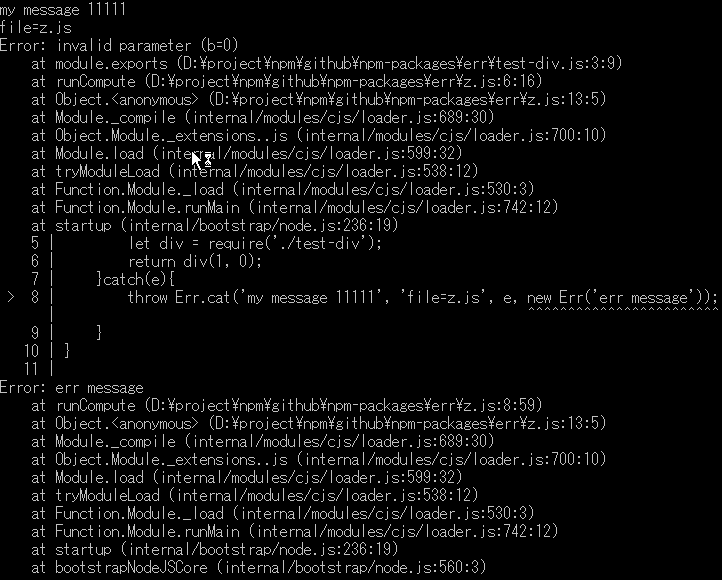 my message 11111
file=z.js
Error: invalid parameter (b=0)
    at module.exports (D:¥project¥npm¥github¥npm-packages¥err¥test-div.js:3:9)
    at runCompute (D:¥project¥npm¥github¥npm-packages¥err¥z.js:6:16)
    at Object.<anonymous> (D:¥project¥npm¥github¥npm-packages¥err¥z.js:13:5)
    at Module._compile (internal/modules/cjs/loader.js:689:30)
    at Object.Module._extensions..js (internal/modules/cjs/loader.js:700:10)
    at Module.load (internal/modules/cjs/loader.js:599:32)
    at tryModuleLoad (internal/modules/cjs/loader.js:538:12)
    at Function.Module._load (internal/modules/cjs/loader.js:530:3)
    at Function.Module.runMain (internal/modules/cjs/loader.js:742:12)
    at startup (internal/bootstrap/node.js:236:19)
    5 |         let div = require('./test-div');
    6 |         return div(1, 0);
    7 |     }catch(e){
 >  8 |         throw Err.cat('my message 11111', 'file=z.js', e, new Err('err message'));
      |                                                           ^^^^^^^^^^^^^^^^^^^^^^^^
    9 |     }
   10 | }
   11 |
Error: err message
    at runCompute (D:¥project¥npm¥github¥npm-packages¥err¥z.js:8:59)
    at Object.<anonymous> (D:¥project¥npm¥github¥npm-packages¥err¥z.js:13:5)
    at Module._compile (internal/modules/cjs/loader.js:689:30)
    at Object.Module._extensions..js (internal/modules/cjs/loader.js:700:10)
    at Module.load (internal/modules/cjs/loader.js:599:32)
    at tryModuleLoad (internal/modules/cjs/loader.js:538:12)
    at Function.Module._load (internal/modules/cjs/loader.js:530:3)
    at Function.Module.runMain (internal/modules/cjs/loader.js:742:12)
    at startup (internal/bootstrap/node.js:236:19)
    at bootstrapNodeJSCore (internal/bootstrap/node.js:560:3)